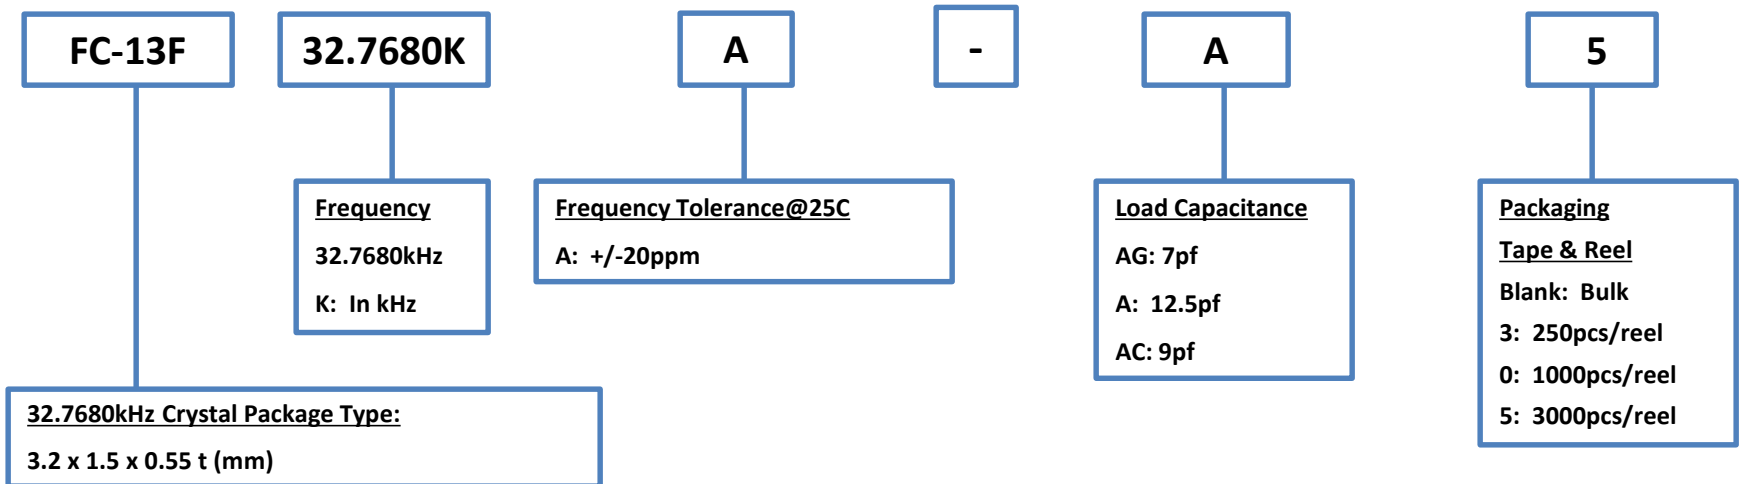 FC-13F 32.7680K A - A 5
Frequency
32.7680kHz
K: In kHz
Frequency Tolerance@25C
A: +/-20ppm
Load Capacitance
AG: 7pf
A: 12.5pf
AC: 9pf
Packaging
Tape & Reel
Blank: Bulk
3: 250pcs/reel
0: 1000pcs/reel
5: 3000pcs/reel
32.7680kHz Crystal Package Type:
3.2 x 1.5 x 0.55 t (mm)